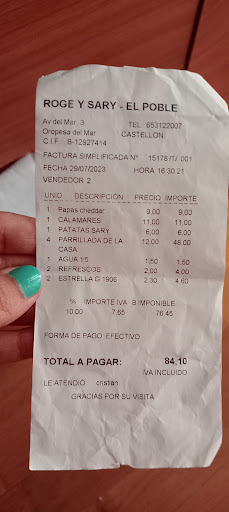 ROGE Y SARY - EL POBLE
Av del Mar, 3 TEL 653122007
Oropesa del Mar CASTELLON
C.I.F. B-12927414
FACTURA SIMPLIFICADA Nº 151787/7/ 001
FECHA 29/07/2023 HORA 16:30:21
VENDEDOR 2
UNID DESCRIPCIÓN PRECIO IMPORTE
1 Papas cheddar 9,00 9,00
1 CALAMARES 11,00 11,00
1 PATATAS SARY 6,00 6,00
4 PARRILLADA DE LA 12,00 48,00
CASA
1 AGUA 1.5 1,50 1,50
2 REFRESCOS 2,00 4,00
2 ESTRELLA G 1906 2,30 4,60
% IMPORTE IVA B.IMPONIBLE
10,00 7,65 76,45
FORMA DE PAGO: EFECTIVO
TOTAL A PAGAR: 84,10
IVA INCLUIDO
LE ATENDIÓ cristian
GRACIAS POR SU VISITA